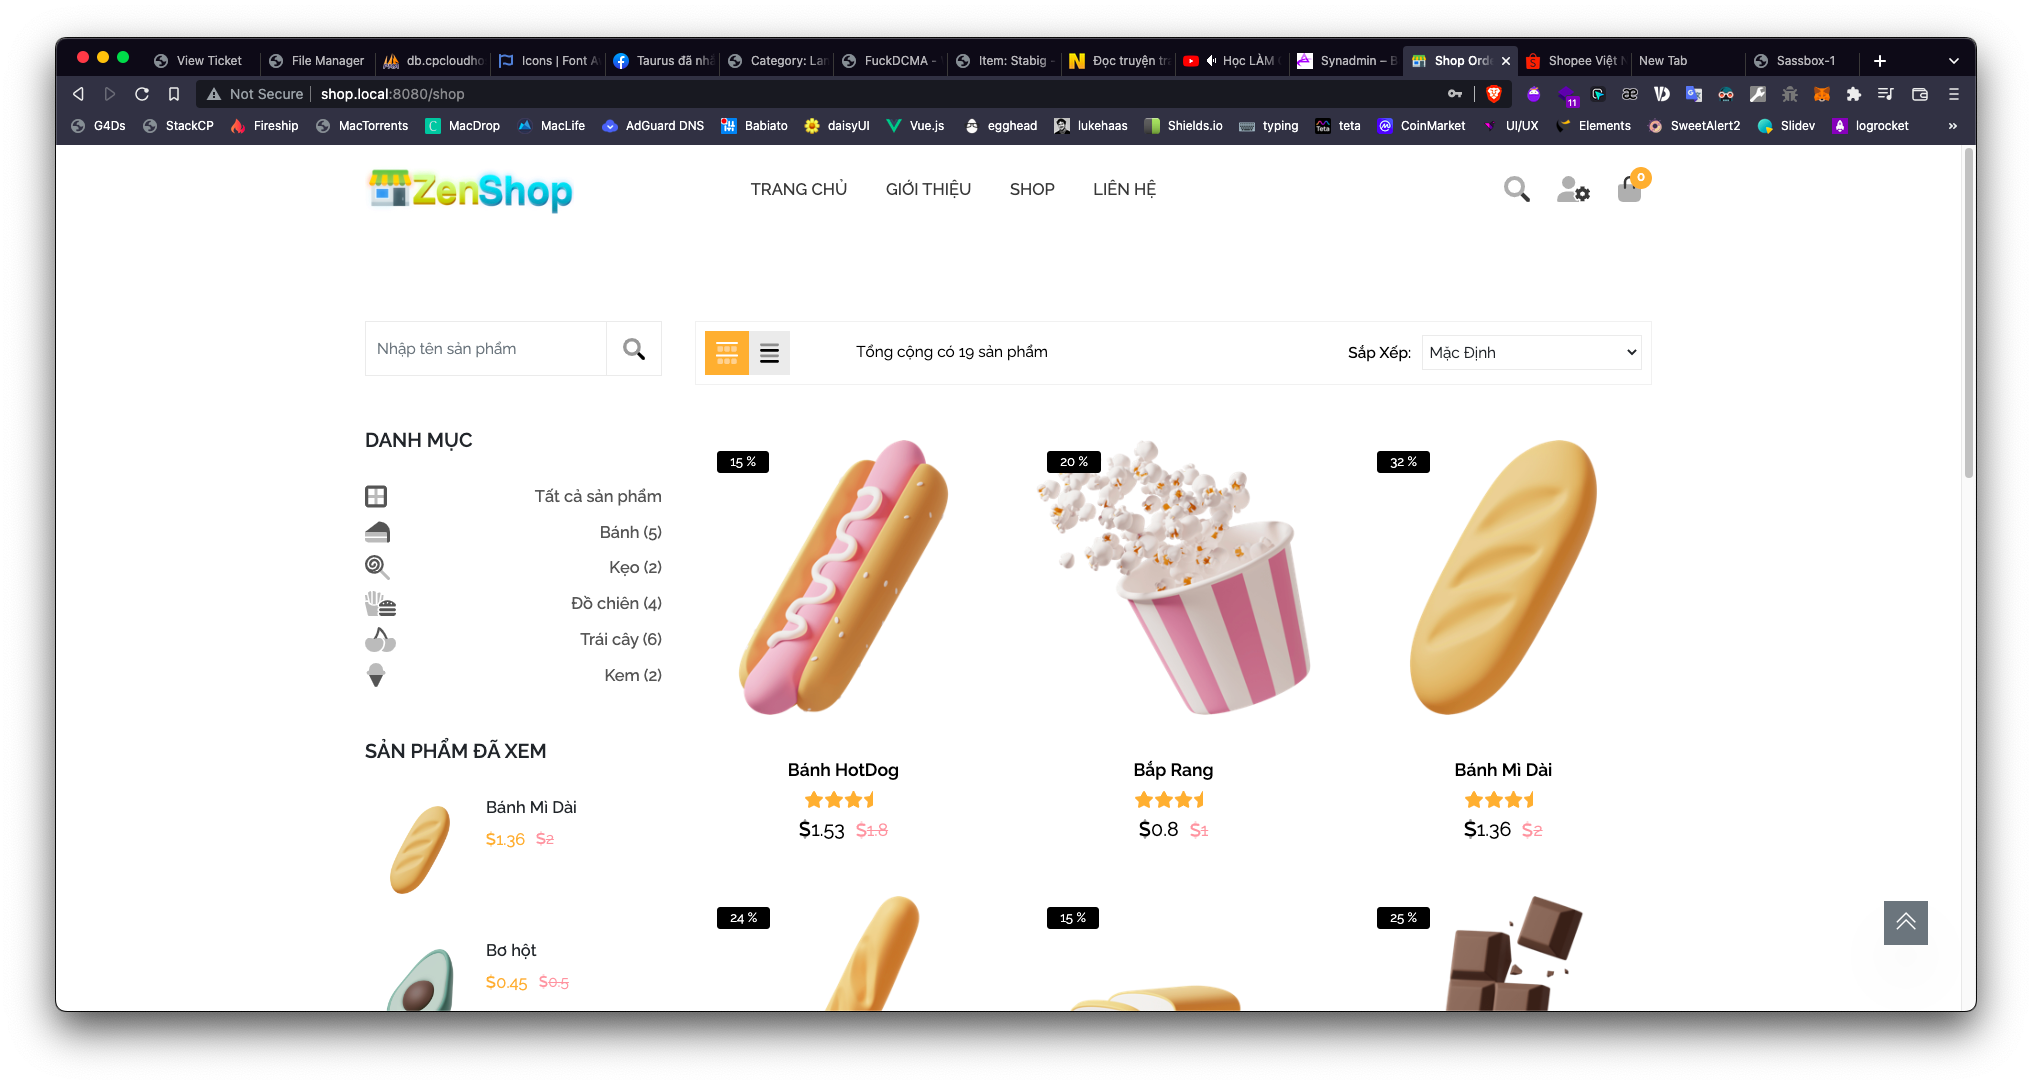 View Ticket
File Manager
db.cpcloudho
Icons | Font A
Taurus đã nh
Category: Lan
FuckDCMA -
Item: Stabig -
Đọc truyện tr
Học LÀM
Synadmin – B
Shop Orde
Shopee Việt N
New Tab
Sassbox-1
Not Secure
shop.local:8080/shop
11
G4Ds
StackCP
Fireship
MacTorrents
MacDrop
MacLife
AdGuard DNS
Babiato
daisyUI
Vue.js
egghead
lukehaas
Shields.io
typing
teta
CoinMarket
UI/UX
Elements
SweetAlert2
Slidev
logrocket
ZenShop
TRANG CHỦ
GIỚI THIỆU
SHOP
LIÊN HỆ
0
Nhập tên sản phẩm
Tổng cộng có 19 sản phẩm
Sắp Xếp:
Mặc Định
DANH MỤC
Tất cả sản phẩm
Bánh (5)
Kẹo (2)
Đồ chiên (4)
Trái cây (6)
Kem (2)
SẢN PHẨM ĐÃ XEM
Bánh Mì Dài
$1.36 $2
Bơ hột
$0.45 $0.5
15 %
Bánh HotDog
$1.53 $1.8
20 %
Bắp Rang
$0.8 $1
32 %
Bánh Mì Dài
$1.36 $2
24 %
15 %
25 %